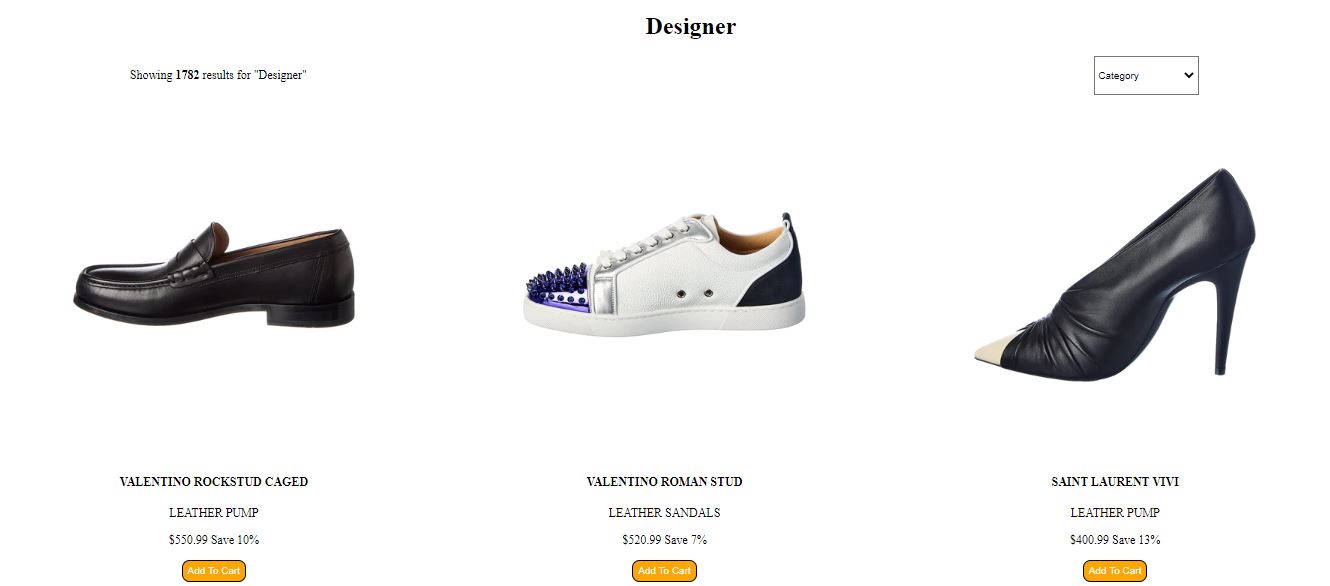 Designer
Showing 1782 results for "Designer"
Category
VALENTINO ROCKSTUD CAGED
LEATHER PUMP
$550.99 Save 10%
Add To Cart
VALENTINO ROMAN STUD
LEATHER SANDALS
$520.99 Save 7%
Add To Cart
SAINT LAURENT VIVI
LEATHER PUMP
$400.99 Save 13%
Add To Cart